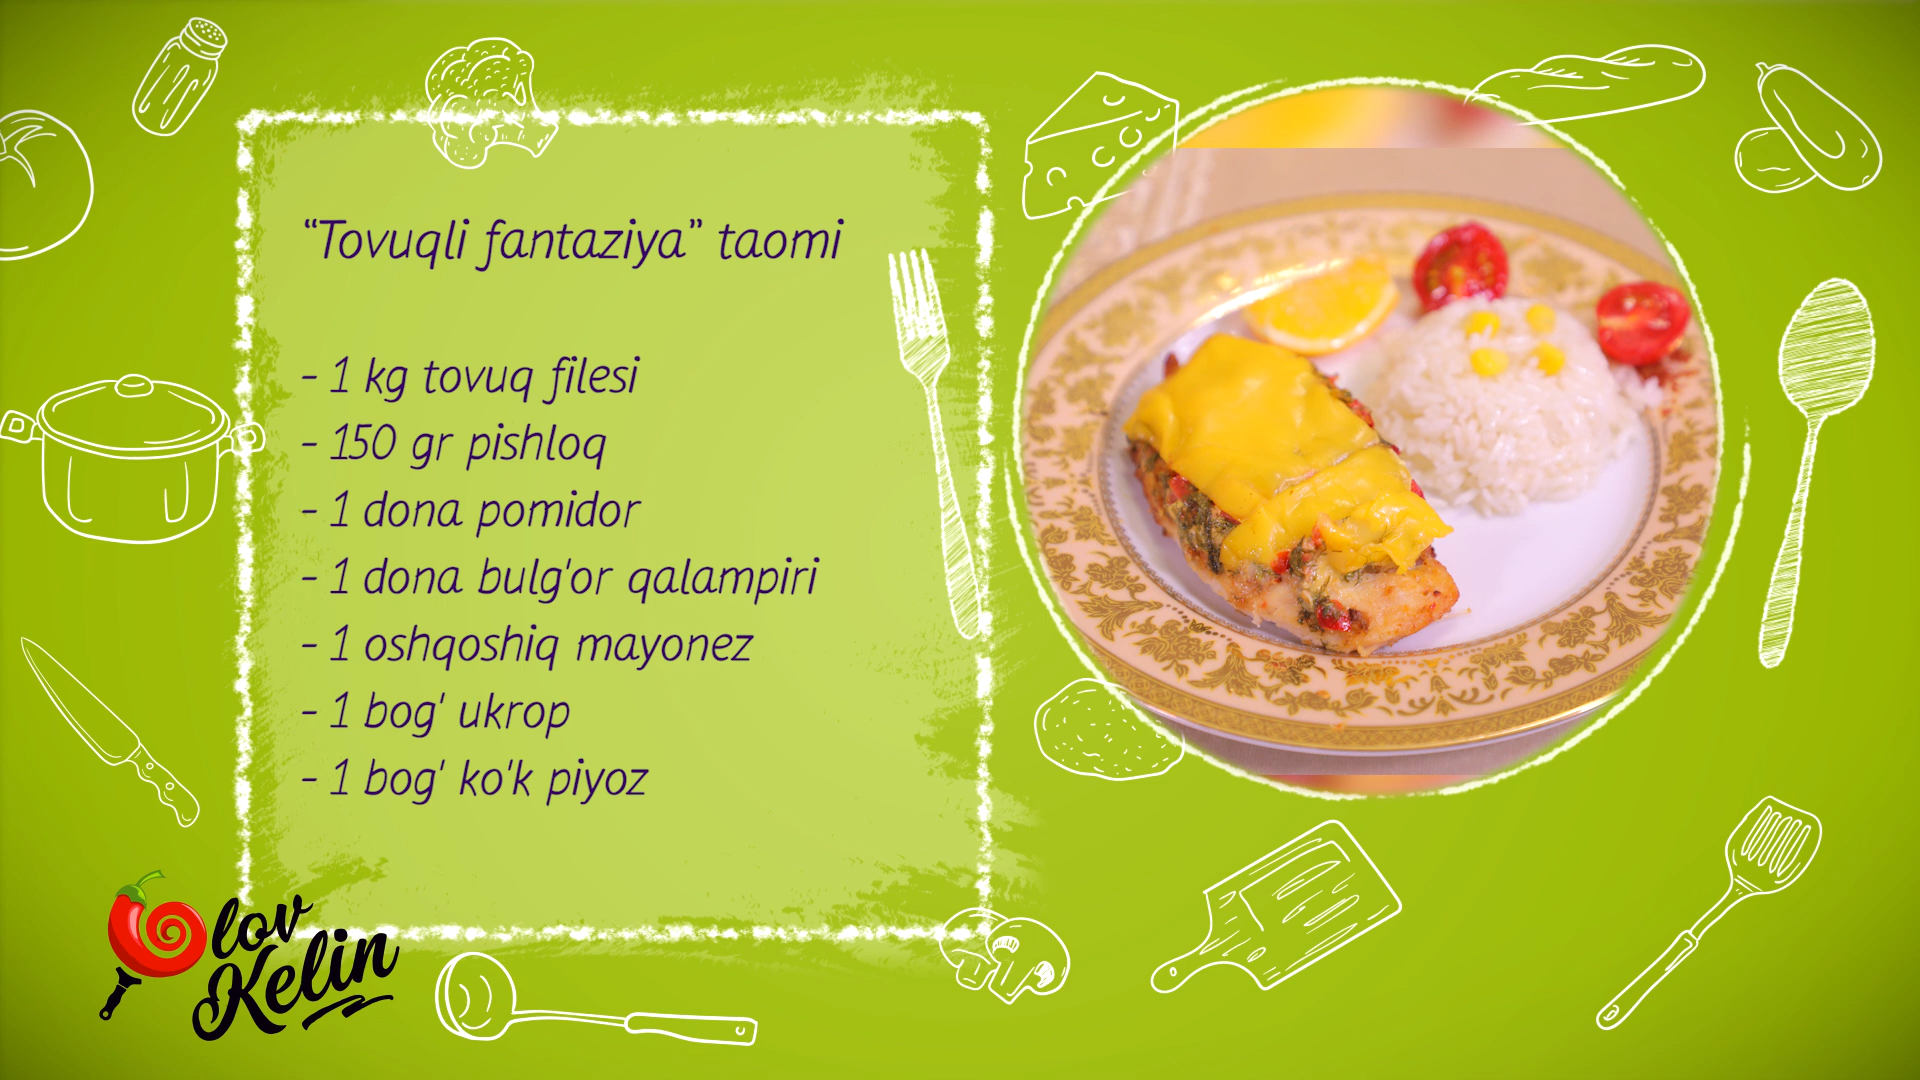 “Tovuqli fantaziya” taomi
- 1 kg tovuq filesi
- 150 gr pishloq
- 1 dona pomidor
- 1 dona bulg'or qalampiri
- 1 oshqoshiq mayonez
- 1 bog' ukrop
- 1 bog' ko'k piyoz
Olov
Kelin